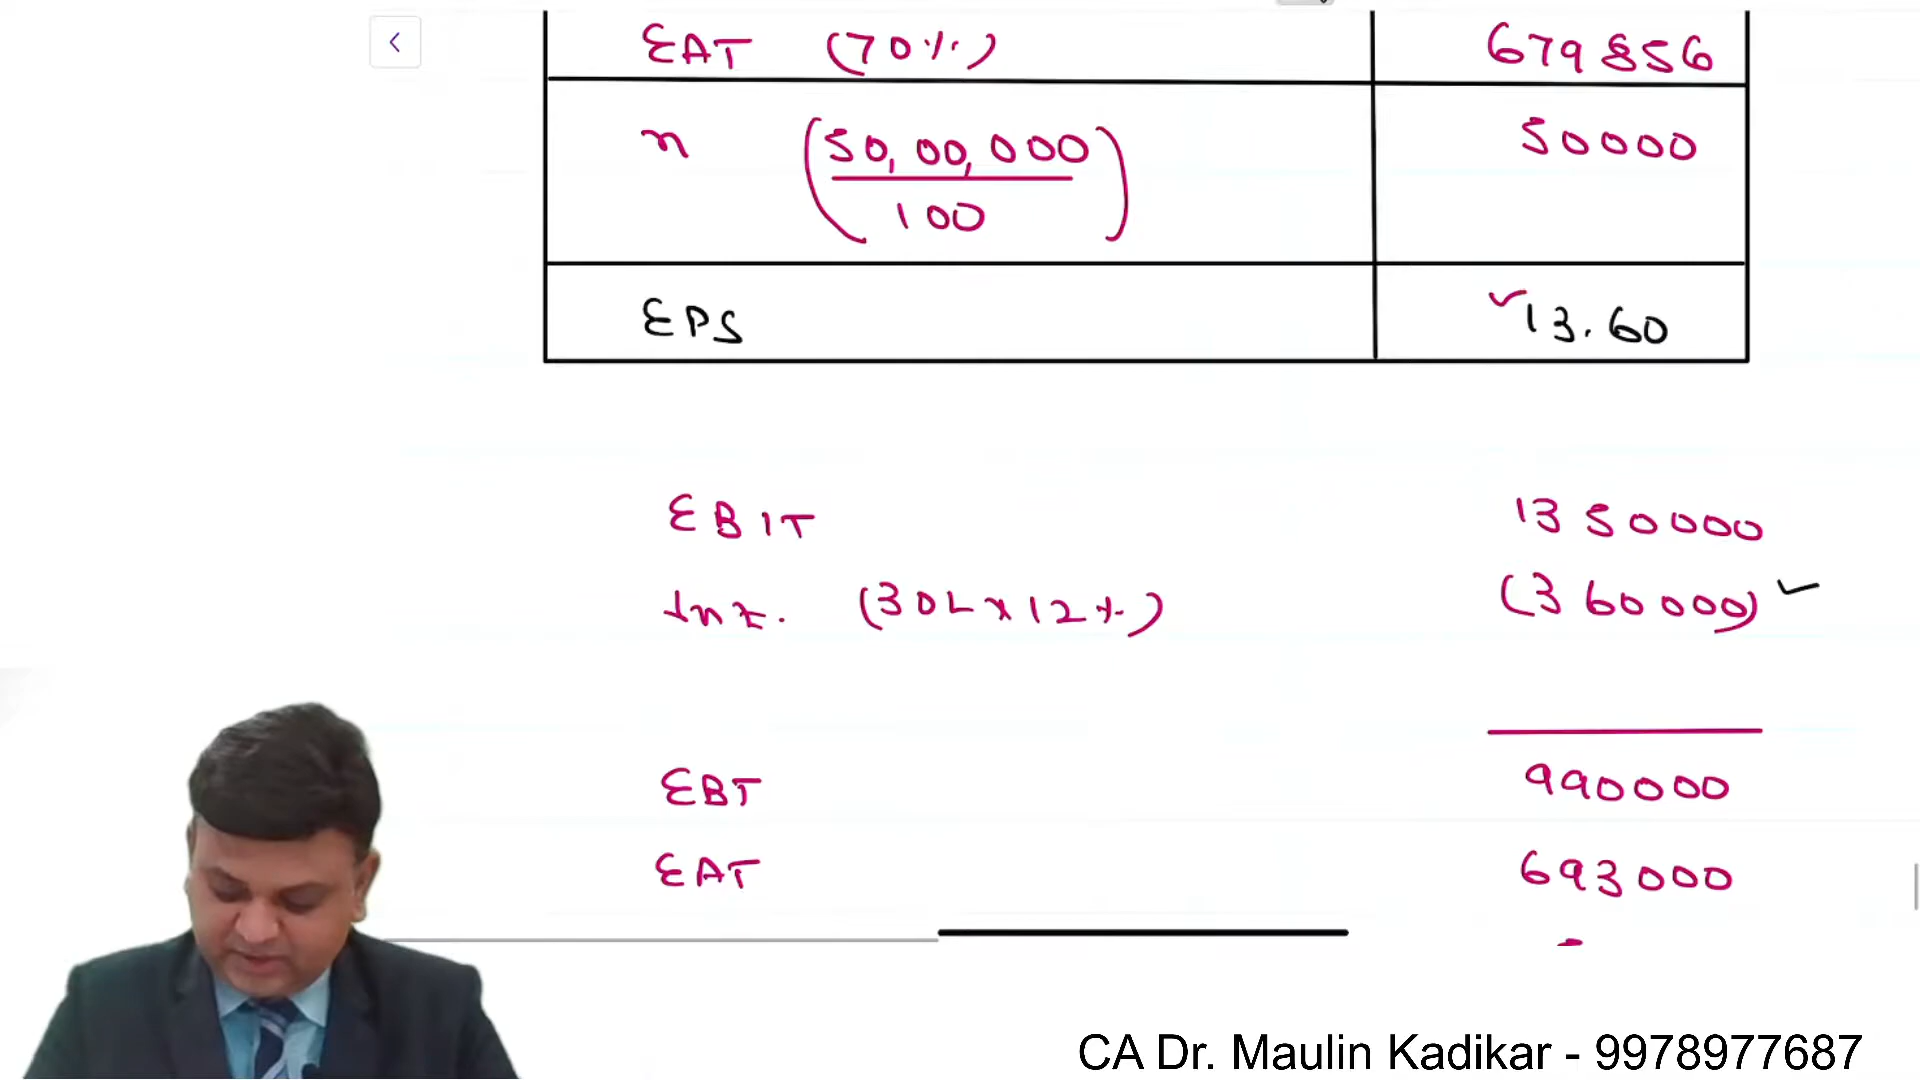 EAT (70%) 679856
n (50,00,000 / 100) 50000
EPS 13.60
EBIT 1350000
Int. (30L x 12%) (360000)
EBT 990000
EAT 693000
CA Dr. Maulin Kadikar - 9978977687